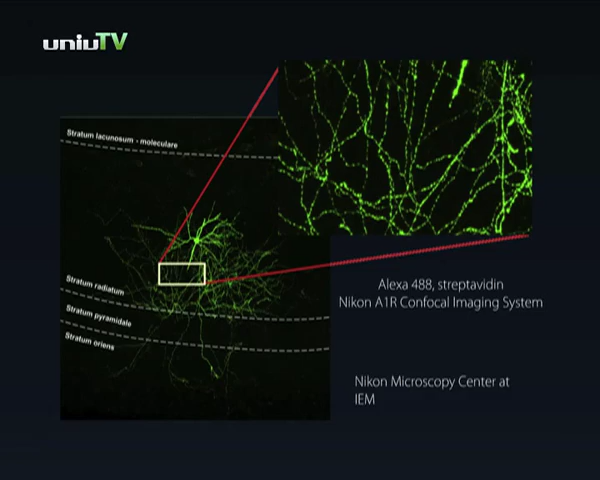 uniuTV
Stratum lacunosum - moleculare
Stratum radiatum
Stratum pyramidale
Stratum oriens
Alexa 488, streptavidin
Nikon A1R Confocal Imaging System
Nikon Microscopy Center at
IEM